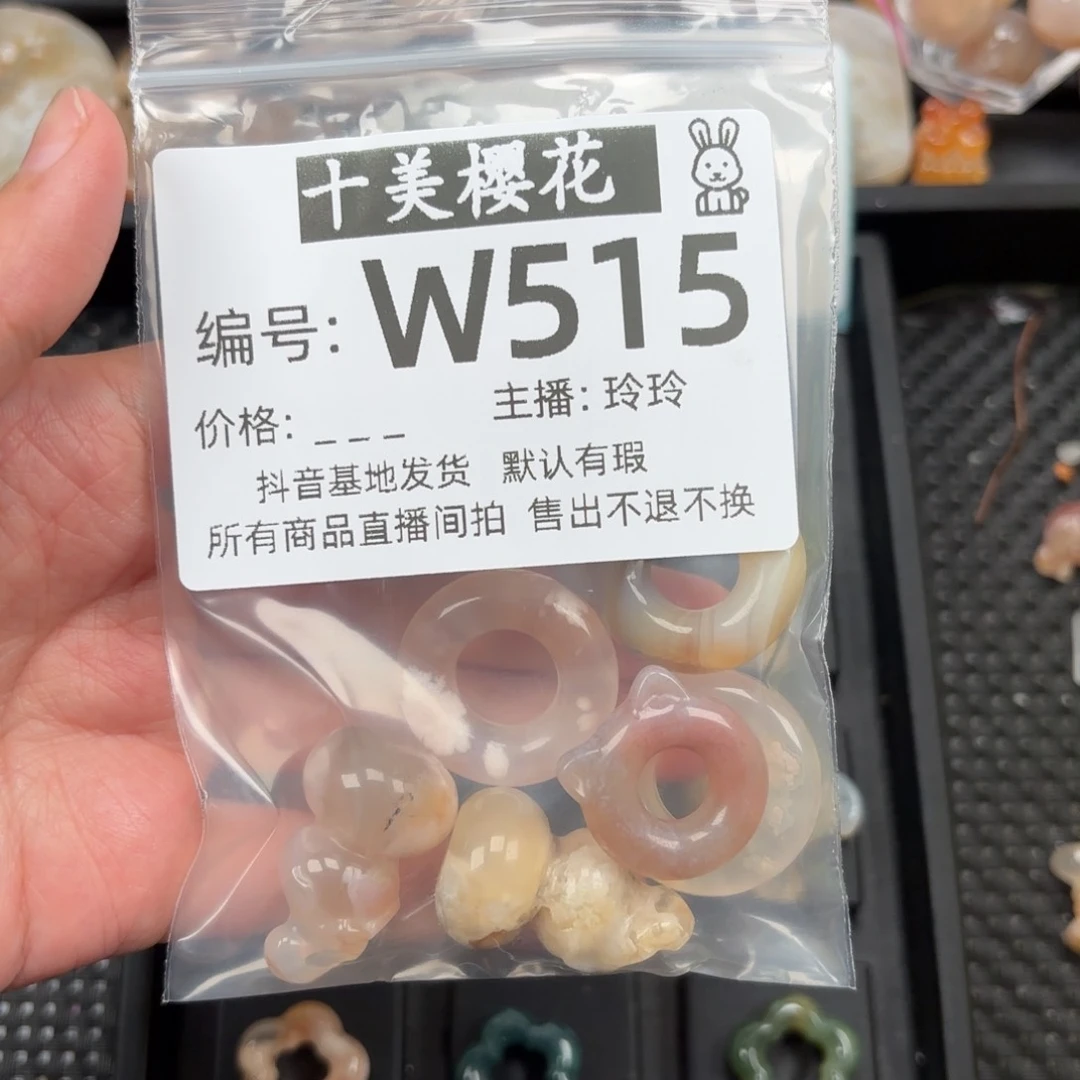 十美樱花
编号: W515
价格: _ _ _ 主播: 玲玲
抖音基地发货 默认有瑕
所有商品直播间拍 售出不退不换